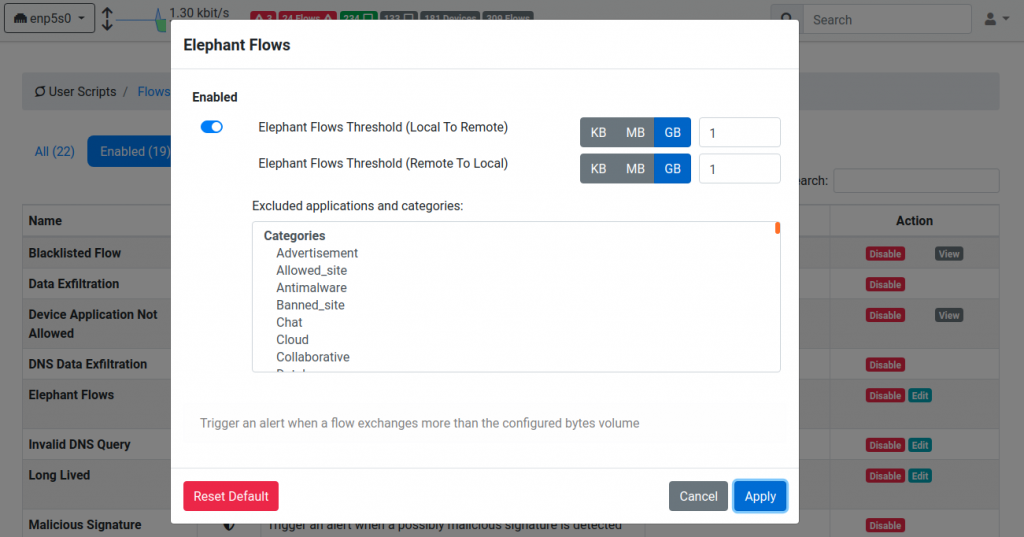 enp5s0
1.30 kbit/s
3
24 Flows
234
133
181 Devices
309 Flows
Search
Elephant Flows
User Scripts / Flows
Enabled
Elephant Flows Threshold (Local To Remote)
KB MB GB
1
Elephant Flows Threshold (Remote To Local)
KB MB GB
1
All (22)
Enabled (19)
earch:
Excluded applications and categories:
Categories
Advertisement
Allowed_site
Antimalware
Banned_site
Chat
Cloud
Collaborative
Name
Action
Blacklisted Flow
Disable View
Data Exfiltration
Disable
Device Application Not
Allowed
Disable View
DNS Data Exfiltration
Disable
Elephant Flows
Disable Edit
Trigger an alert when a flow exchanges more than the configured bytes volume
Invalid DNS Query
Disable Edit
Long Lived
Disable Edit
Reset Default
Cancel
Apply
Malicious Signature
Trigger an alert when a possibly malicious signature is detected
Disable